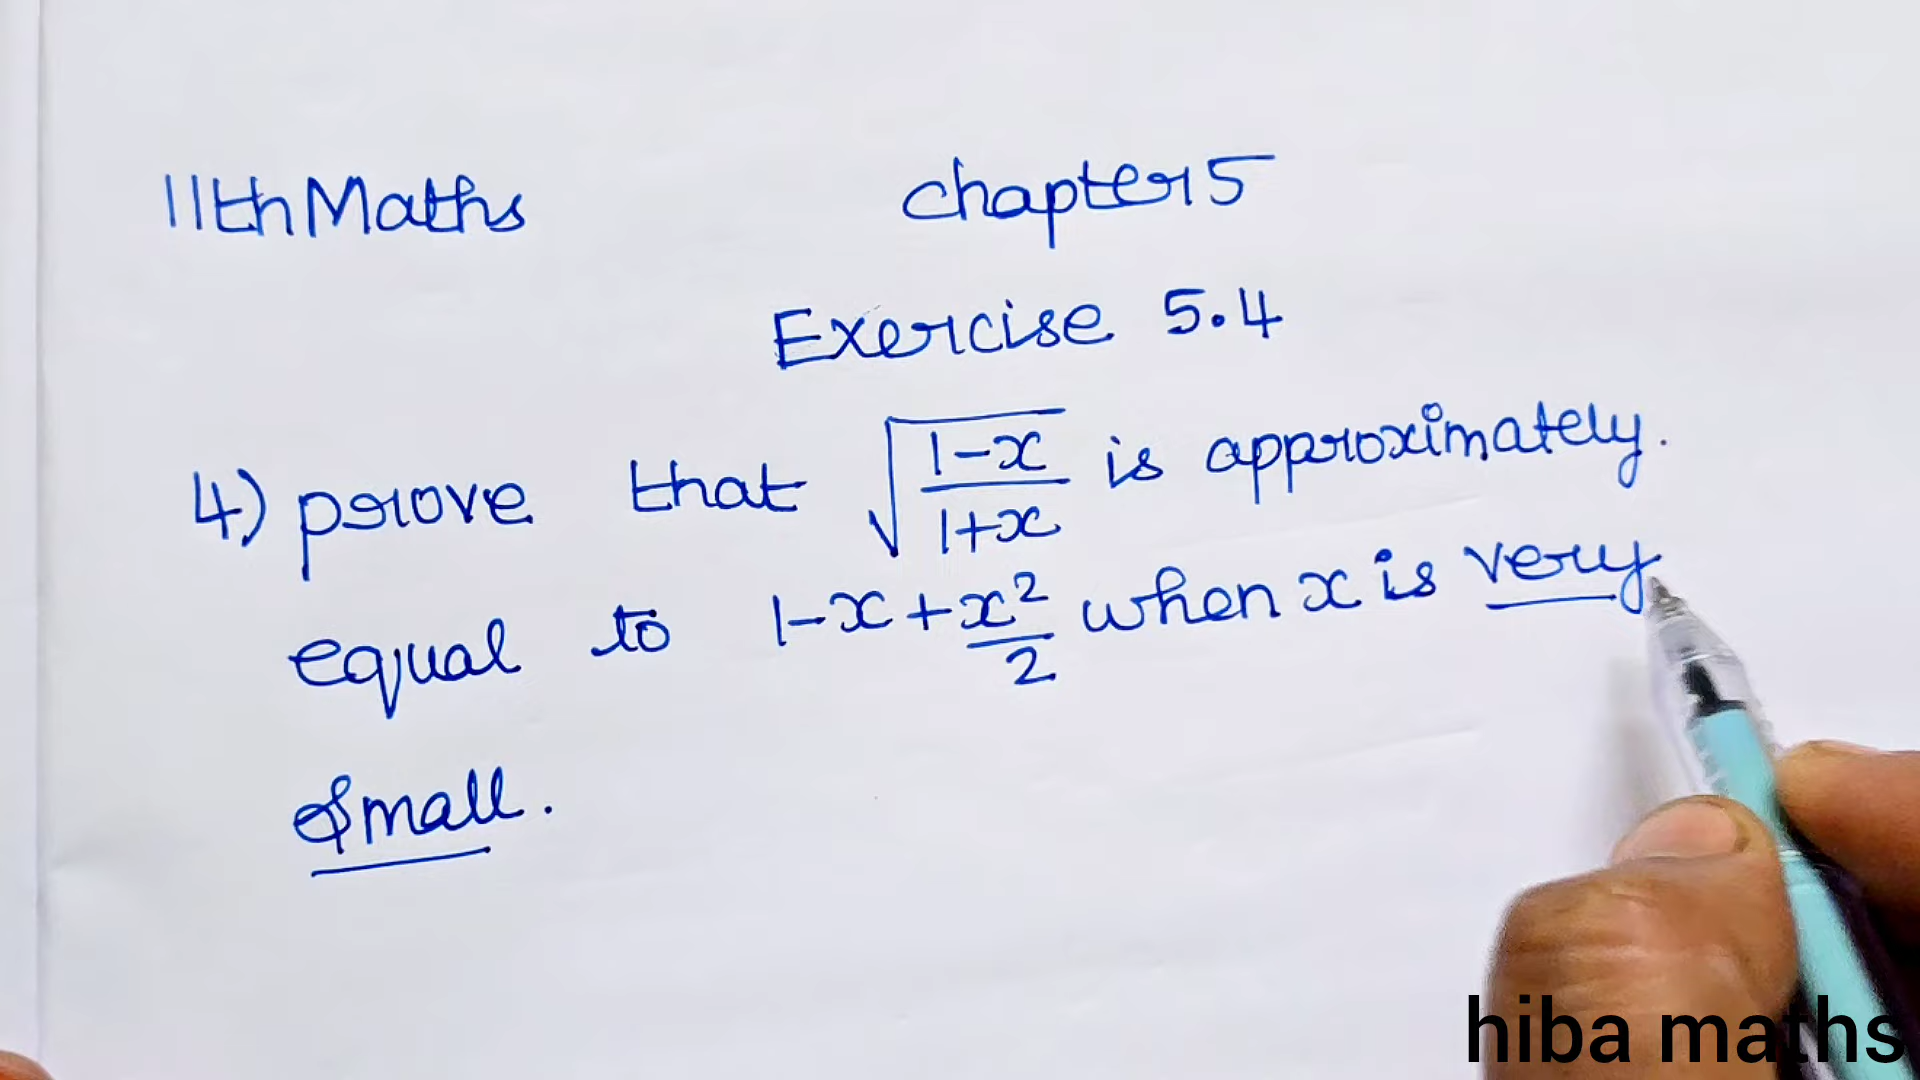 11th Maths chapter 5
Exercise 5.4
4) prove that √(1-x)/(1+x) is approximately.
equal to 1-x+x²/2 when x is very
small.
hiba maths